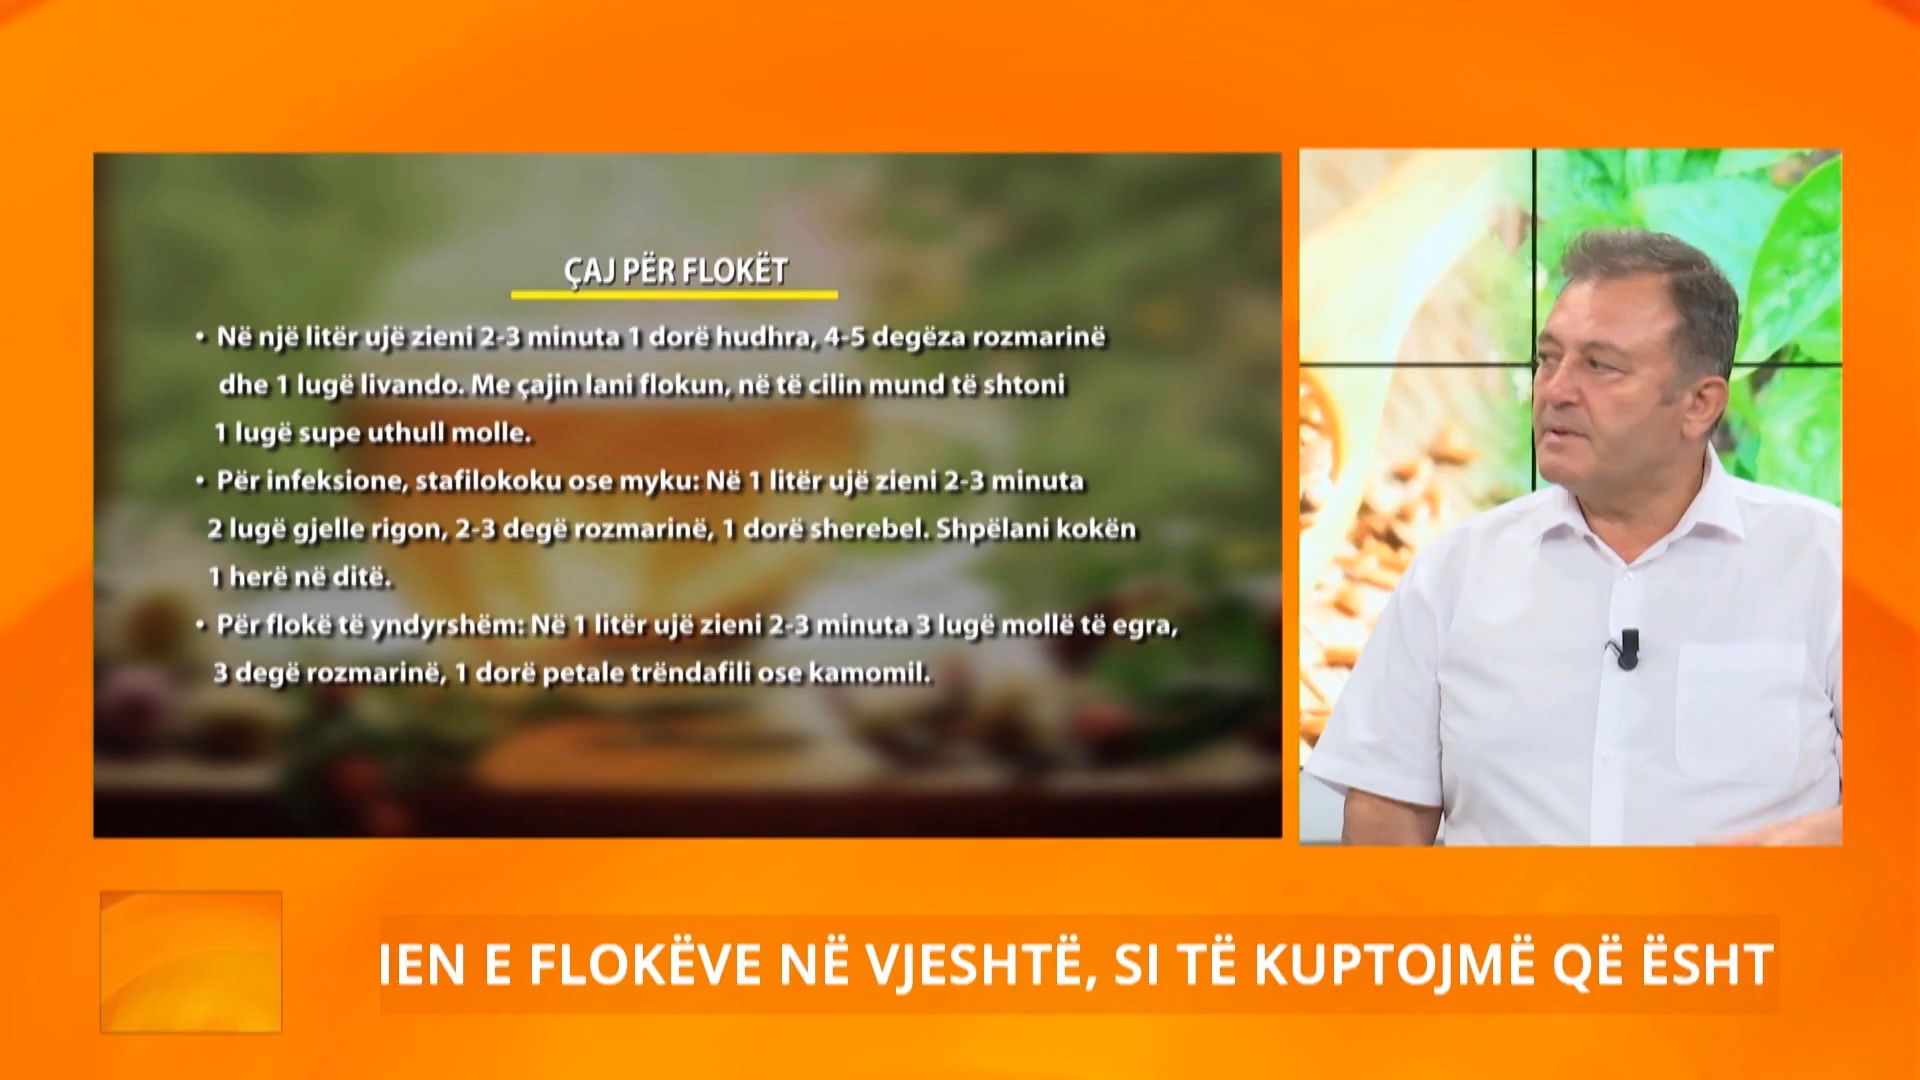 ÇAJ PËR FLOKËT
• Në një litër ujë zieni 2-3 minuta 1 dorë hudhra, 4-5 degëza rozmarinë
dhe 1 lugë livando. Me çajin lani flokun, në të cilin mund të shtoni
1 lugë supe uthull molle.
• Për infeksione, stafilokoku ose myku: Në 1 litër ujë zieni 2-3 minuta
2 lugë gjelle rigon, 2-3 degë rozmarinë, 1 dorë sherebel. Shpëlani kokën
1 herë në ditë.
• Për flokë të yndyrshëm: Në 1 litër ujë zieni 2-3 minuta 3 lugë mollë të egra,
3 degë rozmarinë, 1 dorë petale trëndafili ose kamomil.
IEN E FLOKËVE NË VJESHTË, SI TË KUPTOJMË QË ËSHT